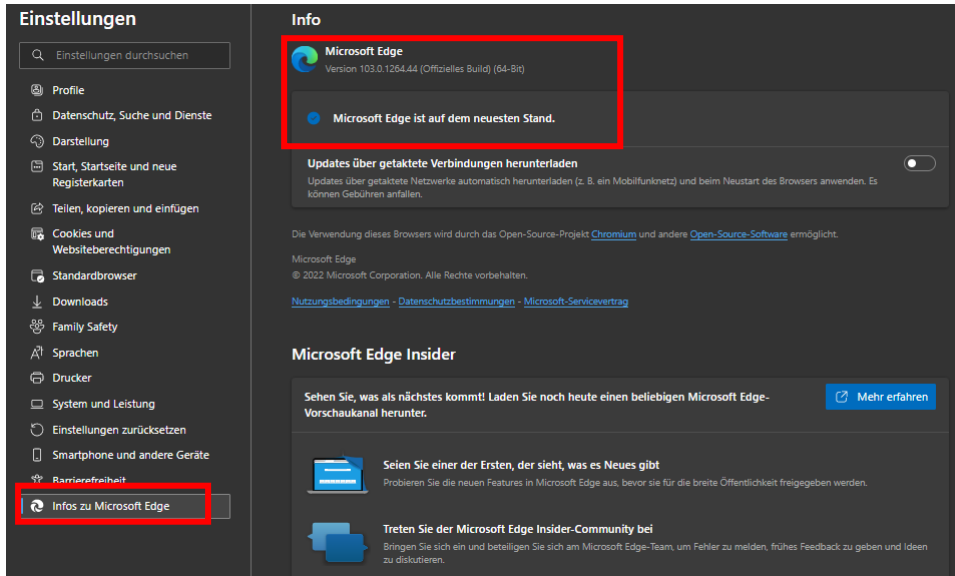 Einstellungen
Einstellungen durchsuchen
Profile
Datenschutz, Suche und Dienste
Darstellung
Start, Startseite und neue
Registerkarten
Teilen, kopieren und einfügen
Cookies und
Websiteberechtigungen
Standardbrowser
Downloads
Family Safety
Sprachen
Drucker
System und Leistung
Einstellungen zurücksetzen
Smartphone und andere Geräte
Barrierefreiheit
Infos zu Microsoft Edge
Info
Microsoft Edge
Version 103.0.1264.44 (Offizielles Build) (64-Bit)
Microsoft Edge ist auf dem neuesten Stand.
Updates über getaktete Verbindungen herunterladen
Updates über getaktete Netzwerke automatisch herunterladen (z. B. ein Mobilfunknetz) und beim Neustart des Browsers anwenden. Es
können Gebühren anfallen.
Die Verwendung dieses Browsers wird durch das Open-Source-Projekt Chromium und andere Open-Source-Software ermöglicht.
Microsoft Edge
© 2022 Microsoft Corporation. Alle Rechte vorbehalten.
Nutzungsbedingungen - Datenschutzbestimmungen - Microsoft-Servicevertrag
Microsoft Edge Insider
Sehen Sie, was als nächstes kommt! Laden Sie noch heute einen beliebigen Microsoft Edge-
Vorschaukanal herunter.
Mehr erfahren
Seien Sie einer der Ersten, der sieht, was es Neues gibt
Probieren Sie die neuen Features in Microsoft Edge aus, bevor sie für die breite Öffentlichkeit freigegeben werden.
Treten Sie der Microsoft Edge Insider-Community bei
Bringen Sie sich ein und beteiligen Sie sich am Microsoft Edge-Team, um Fehler zu melden, frühes Feedback zu geben und Ideen
zu diskutieren.